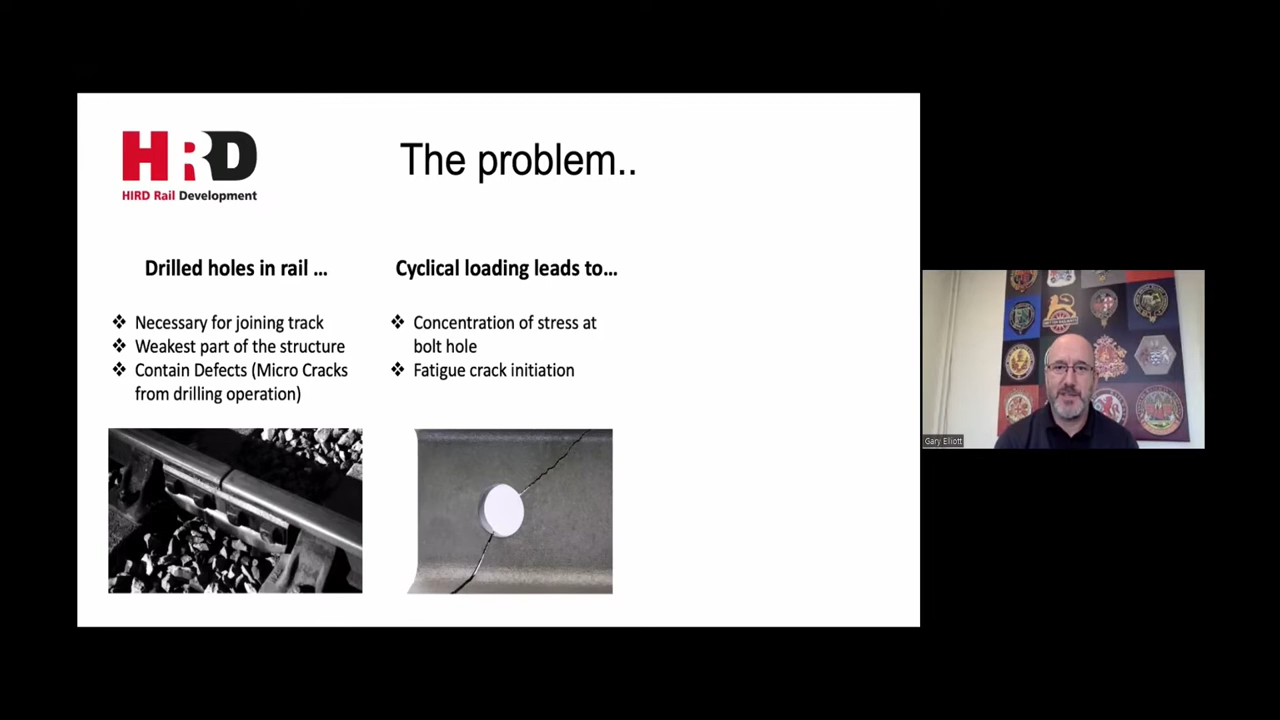 HRD
HIRD Rail Development
The problem..
Drilled holes in rail ...
❖ Necessary for joining track
❖ Weakest part of the structure
❖ Contain Defects (Micro Cracks
from drilling operation)
Cyclical loading leads to...
❖ Concentration of stress at
bolt hole
❖ Fatigue crack initiation
Gary Elliott